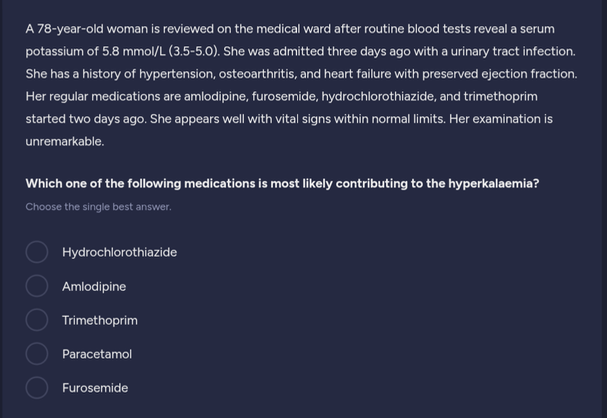 A 78-year-old woman is reviewed on the medical ward after routine blood tests reveal a serum
potassium of 5.8 mmol/L (3.5-5.0). She was admitted three days ago with a urinary tract infection.
She has a history of hypertension, osteoarthritis, and heart failure with preserved ejection fraction.
Her regular medications are amlodipine, furosemide, hydrochlorothiazide, and trimethoprim
started two days ago. She appears well with vital signs within normal limits. Her examination is
unremarkable.
Which one of the following medications is most likely contributing to the hyperkalaemia?
Choose the single best answer.
Hydrochlorothiazide
Amlodipine
Trimethoprim
Paracetamol
Furosemide